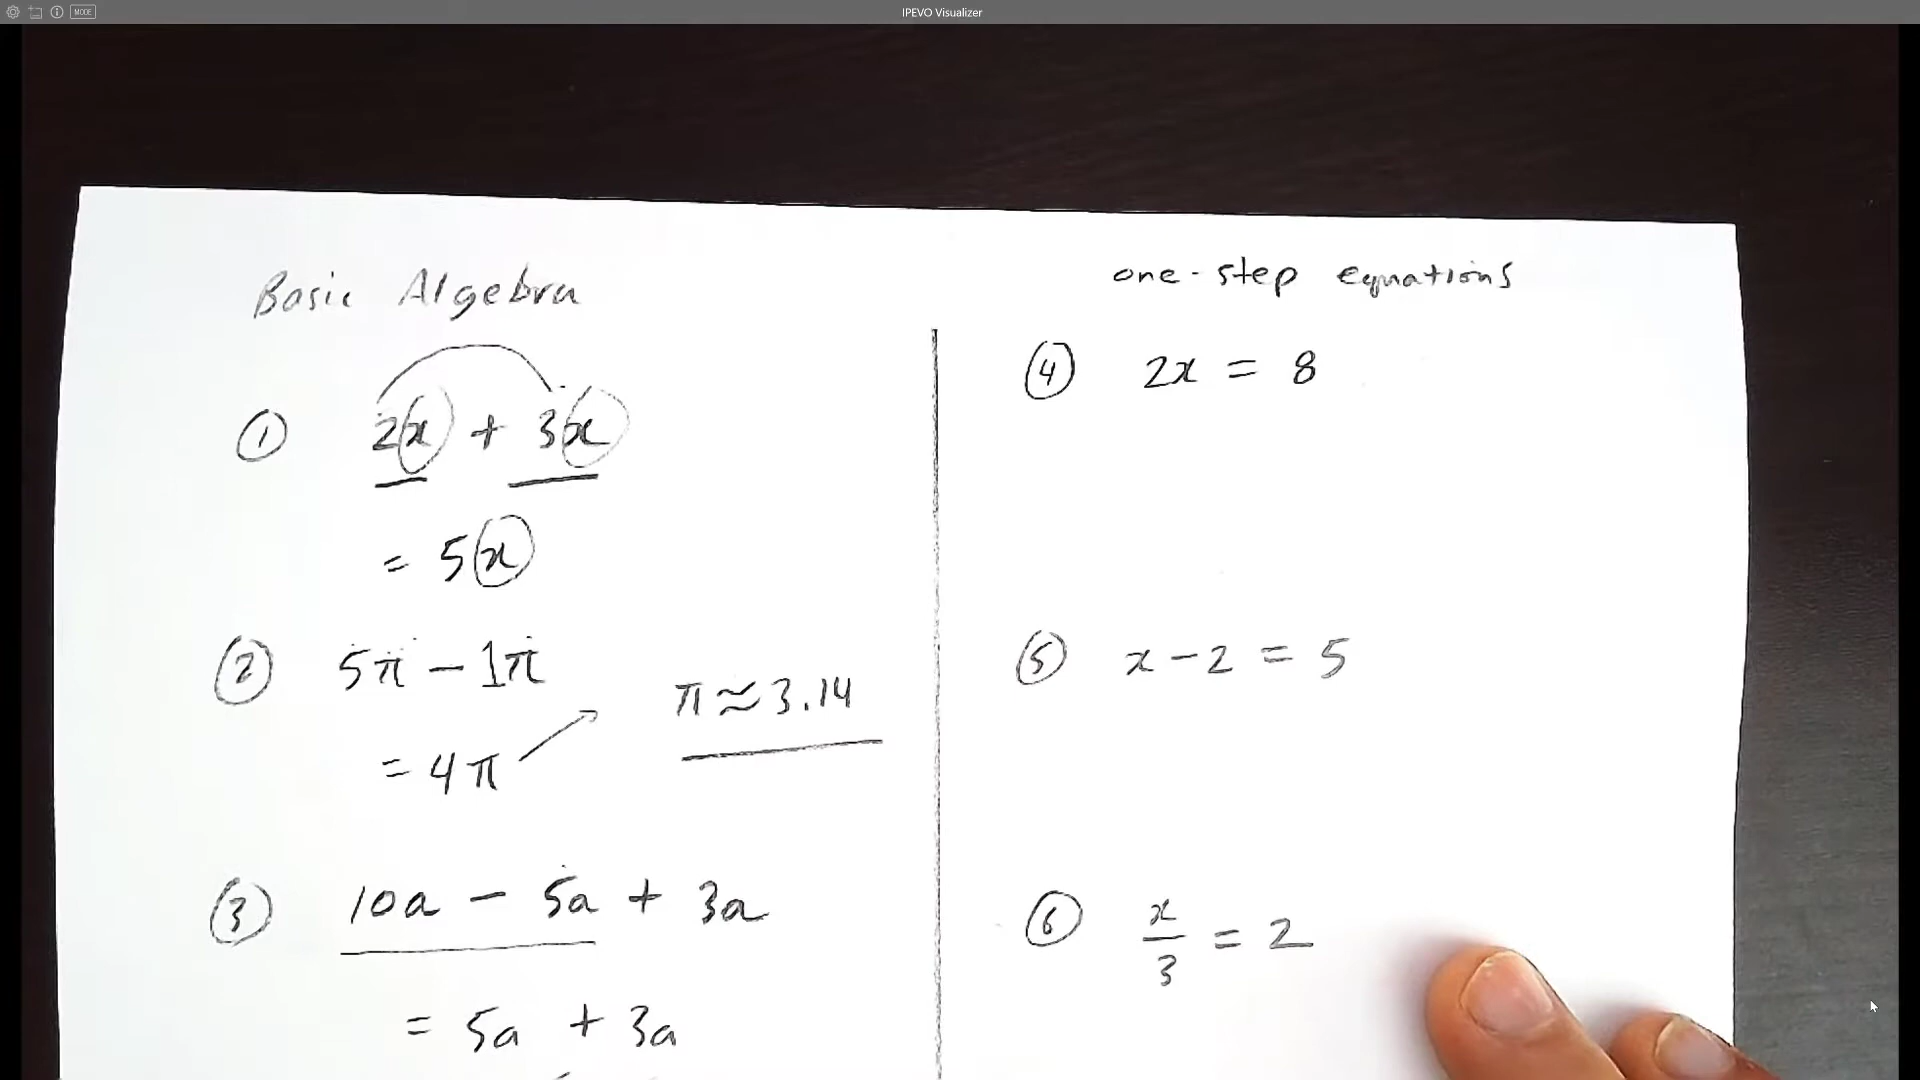 MODE
IPEVO Visualizer
Basic Algebra
① 2x + 3x
= 5x
② 5π – 1π
= 4π
π ≈ 3.14
③ 10a – 5a + 3a
= 5a + 3a
one-step equations
④ 2x = 8
⑤ x – 2 = 5
⑥ x/3 = 2